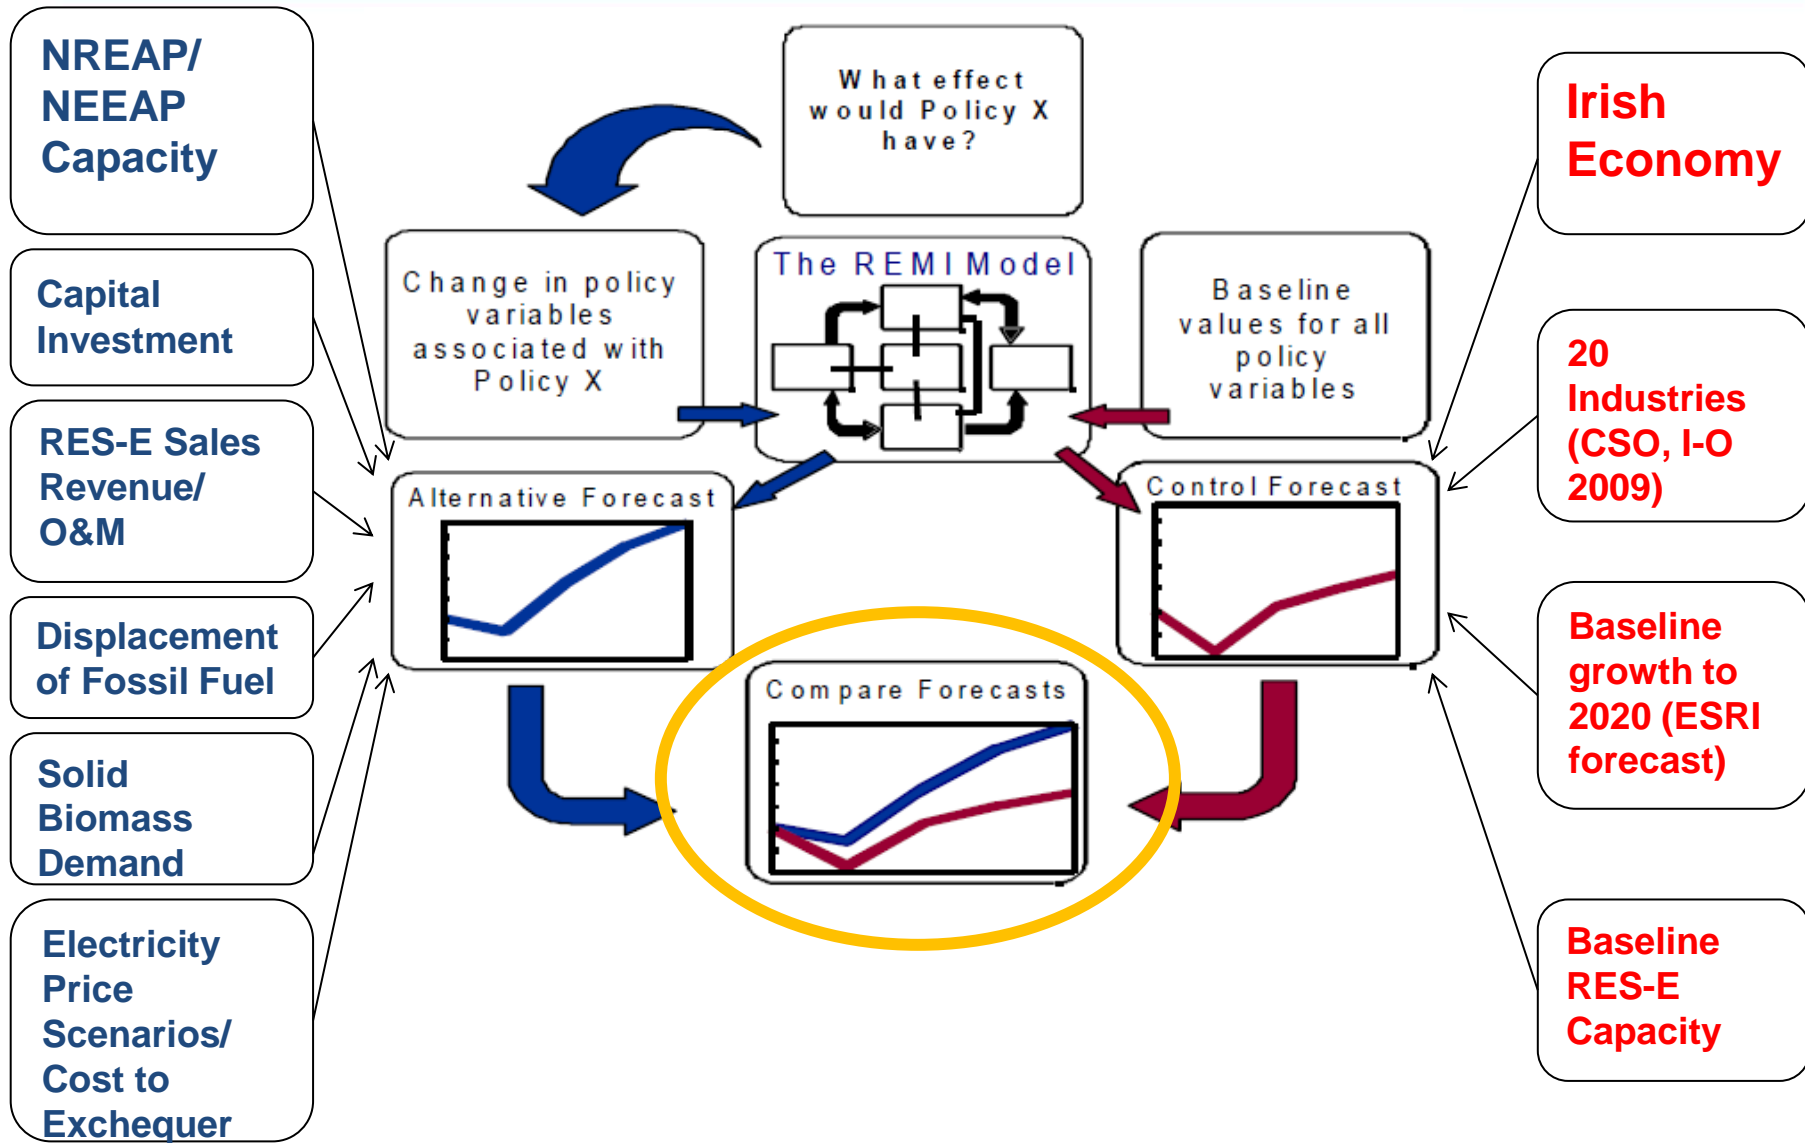 NREAP/
NEEAP
Capacity
Capital
Investment
RES-E Sales
Revenue/
O&M
Displacement
of Fossil Fuel
Solid
Biomass
Demand
Electricity
Price
Scenarios/
Cost to
Exchequer
What effect
would Policy X
have?
Change in policy
variables
associated with
Policy X
The REMI Model
Baseline
values for all
policy
variables
Alternative Forecast
Control Forecast
Compare Forecasts
Irish
Economy
20
Industries
(CSO, I-O
2009)
Baseline
growth to
2020 (ESRI
forecast)
Baseline
RES-E
Capacity